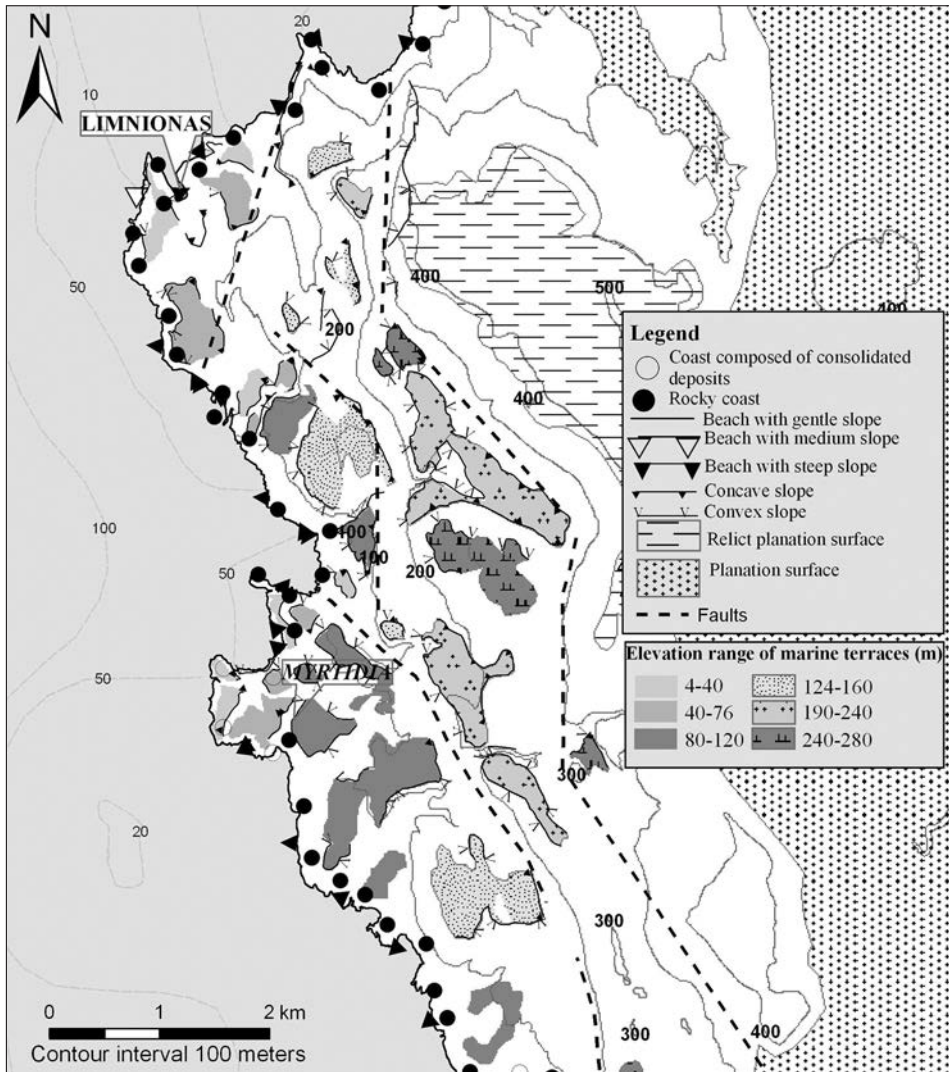 N
20
10
LIMNIONAS
50
400
500
400
200
400
Legend
Coast composed of consolidated
deposits
Rocky coast
Beach with gentle slope
Beach with medium slope
Beach with steep slope
Concave slope
Convex slope
Relict planation surface
Planation surface
Faults
100
100
100
50
200
50
MYRTIDIA
Elevation range of marine terraces (m)
4-40
124-160
40-76
190-240
80-120
240-280
300
20
300
300
400
0
1
2 km
Contour interval 100 meters